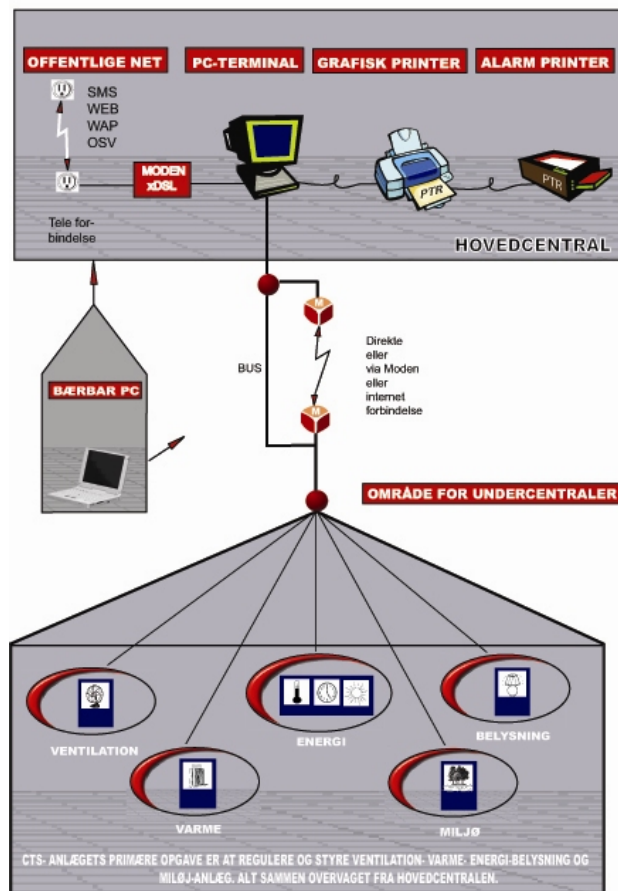 OFFENTLIGE NET
PC-TERMINAL
GRAFISK PRINTER
ALARM PRINTER
SMS
WEB
WAP
OSV
MODEN
xDSL
PTR
PTR
Tele for-
bindelse
HOVEDCENTRAL
M
BUS
Direkte
eller
via Moden
eller
internet
forbindelse
M
BÆRBAR PC
OMRÅDE FOR UNDERCENTRALER
VENTILATION
ENERGI
BELYSNING
VARME
MILJØ
CTS- ANLÆGETS PRIMÆRE OPGAVE ER AT REGULERE OG STYRE VENTILATION- VARME- ENERGI-BELYSNING OG
MILØJ-ANLÆG. ALT SAMMEN OVERVAGET FRA HOVEDCENTRALEN.